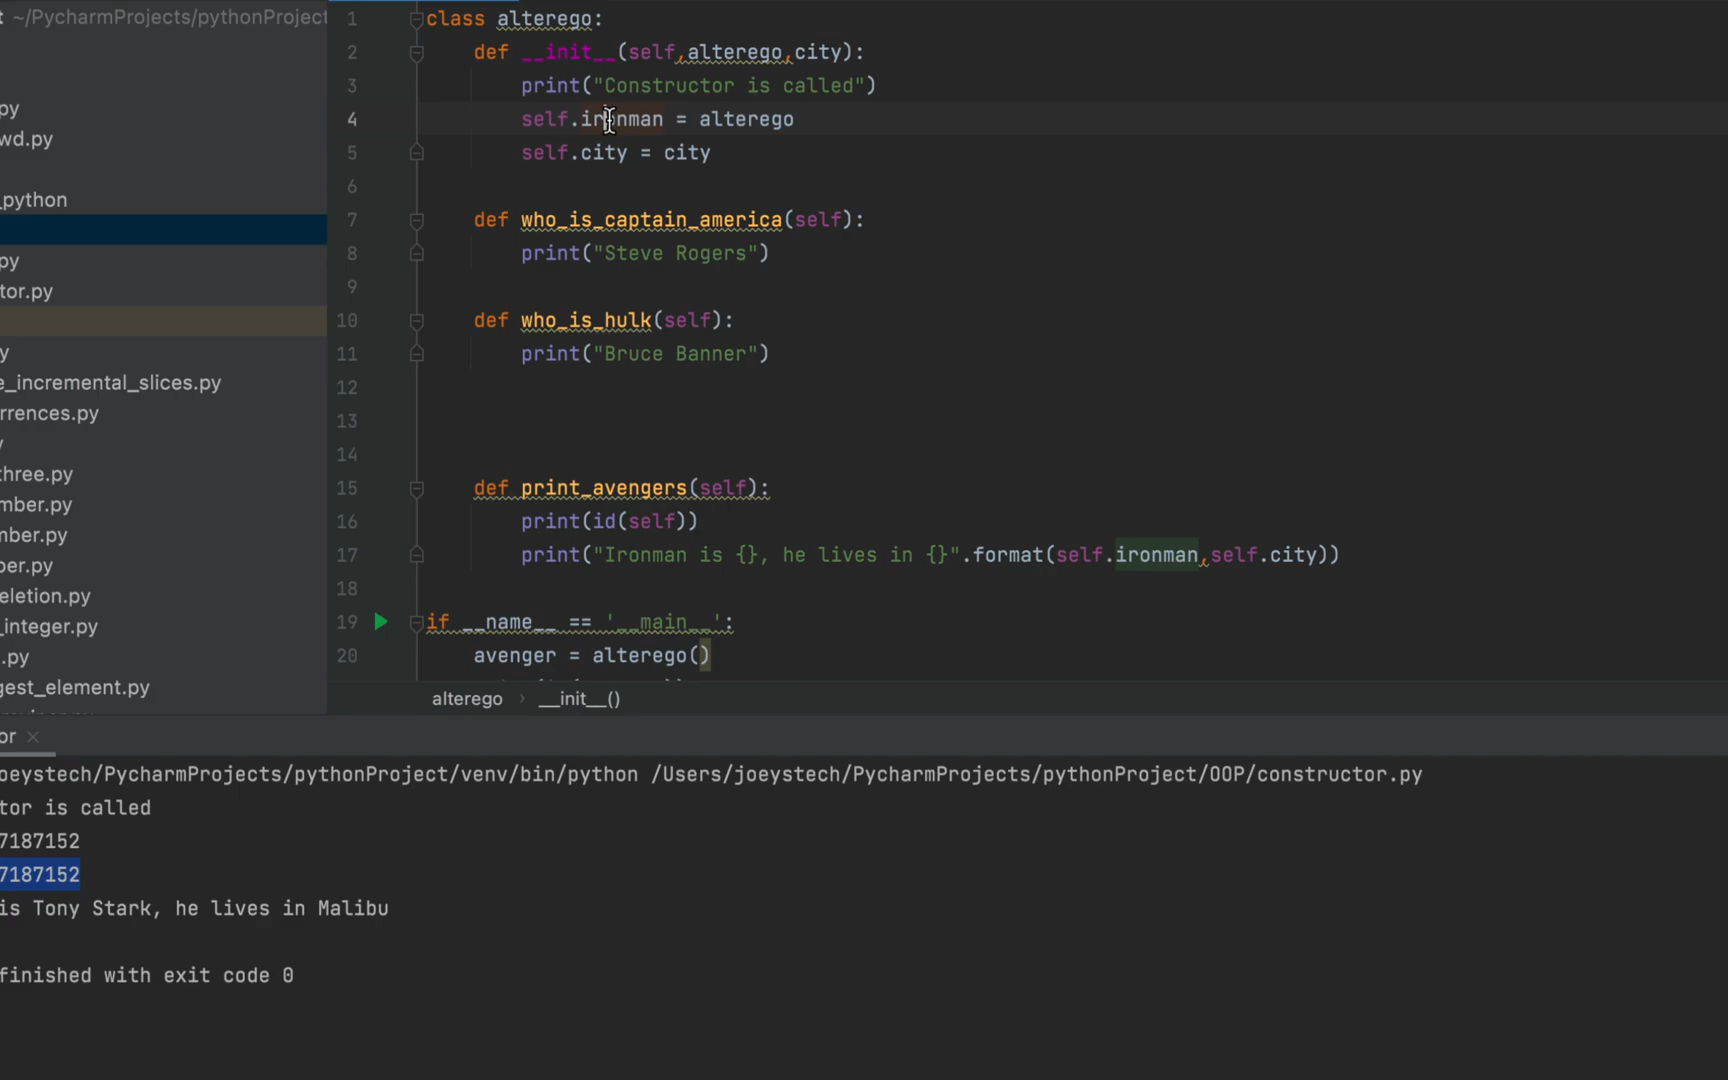 t ~/PycharmProjects/pythonProject
py
wd.py
_python
py
tor.py
y
e_incremental_slices.py
rrences.py
y
three.py
mber.py
mber.py
ber.py
eletion.py
_integer.py
.py
gest_element.py
1 class alterego:
2 def __init__(self,alterego,city):
3 print("Constructor is called")
4 self.ironman = alterego
5 self.city = city
6
7 def who_is_captain_america(self):
8 print("Steve Rogers")
9
10 def who_is_hulk(self):
11 print("Bruce Banner")
12
13
14
15 def print_avengers(self):
16 print(id(self))
17 print("Ironman is {}, he lives in {}".format(self.ironman,self.city))
18
19 if __name__ == '__main__':
20 avenger = alterego()
alterego › __init__()
or ×
oeystech/PycharmProjects/pythonProject/venv/bin/python /Users/joeystech/PycharmProjects/pythonProject/OOP/constructor.py
tor is called
7187152
7187152
is Tony Stark, he lives in Malibu
finished with exit code 0